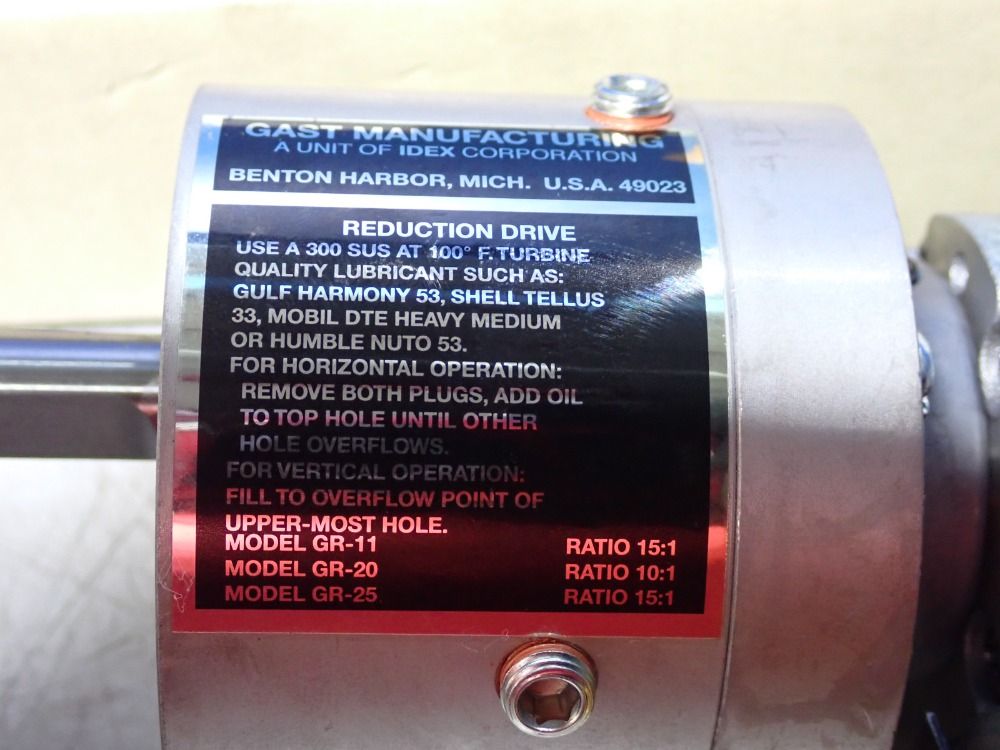 GAST MANUFACTURING
A UNIT OF IDEX CORPORATION
BENTON HARBOR, MICH. U.S.A. 49023
REDUCTION DRIVE
USE A 300 SUS AT 100° F. TURBINE
QUALITY LUBRICANT SUCH AS:
GULF HARMONY 53, SHELL TELLUS
33, MOBIL DTE HEAVY MEDIUM
OR HUMBLE NUTO 53.
FOR HORIZONTAL OPERATION:
REMOVE BOTH PLUGS, ADD OIL
TO TOP HOLE UNTIL OTHER
HOLE OVERFLOWS.
FOR VERTICAL OPERATION:
FILL TO OVERFLOW POINT OF
UPPER-MOST HOLE.
MODEL GR-11 RATIO 15:1
MODEL GR-20 RATIO 10:1
MODEL GR-25 RATIO 15:1